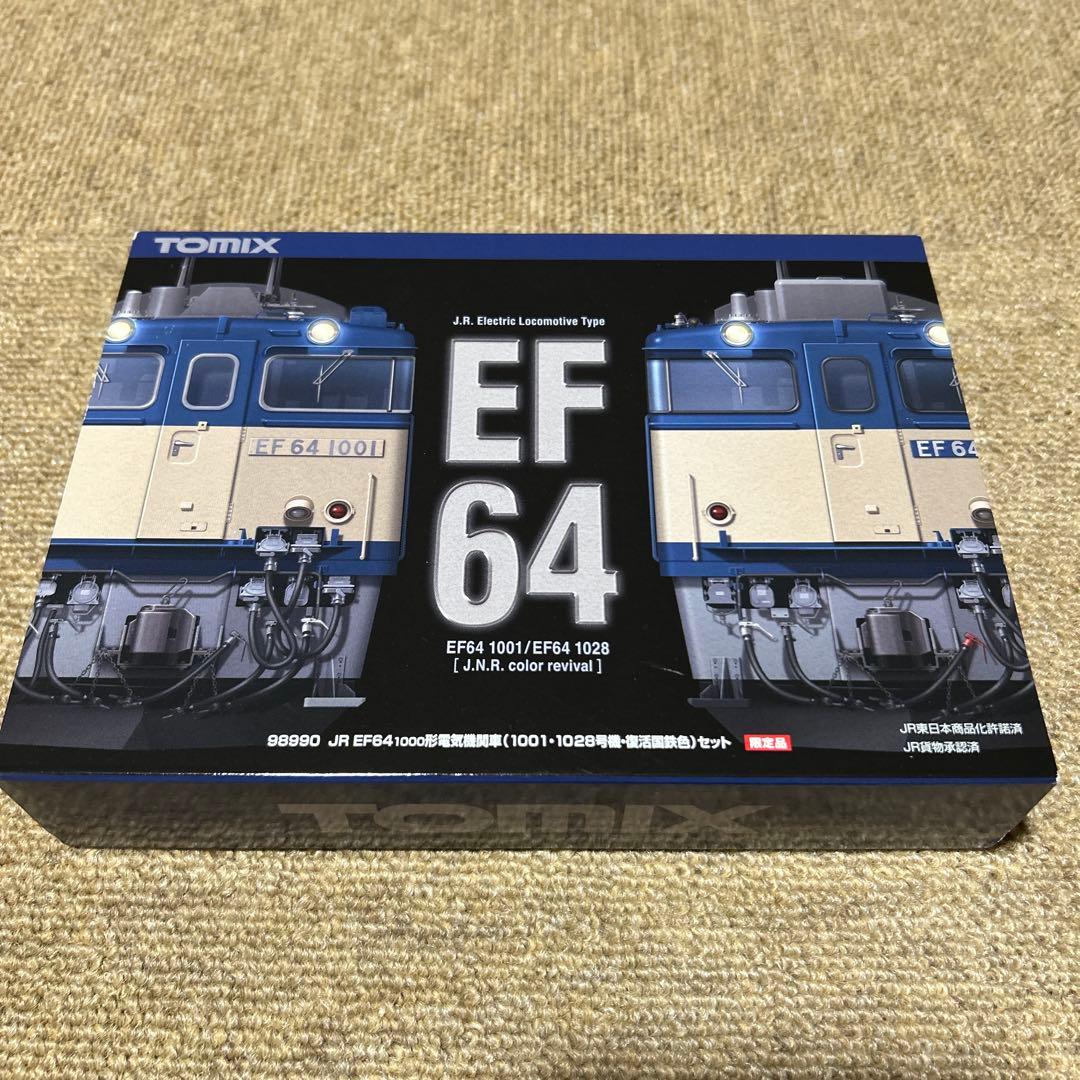 TOMIX
J.R. Electric Locomotive Type
EF
64
EF 64 1001
EF 64
EF64 1001/EF64 1028
[ J.N.R. color revival ]
98990 JR EF641000形電気機関車(1001・1028号機・復活国鉄色)セット 限定品
JR東日本商品化許諾済
JR貨物承認済
TOMIX